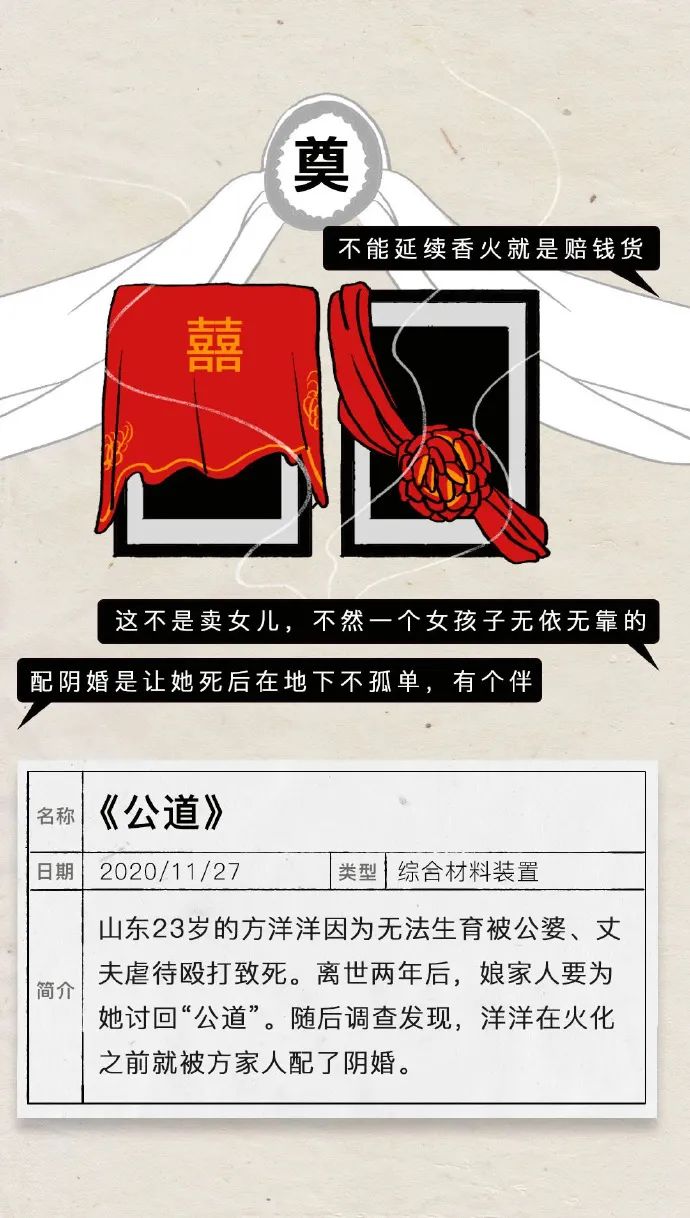 奠
不能延续香火就是赔钱货
囍
这不是卖女儿，不然一个女孩子无依无靠的
配阴婚是让她死后在地下不孤单，有个伴
名称 《公道》
日期 2020/11/27 类型 综合材料装置
简介
山东23岁的方洋洋因为无法生育被公婆、丈
夫虐待殴打致死。离世两年后，娘家人要为
她讨回“公道”。随后调查发现，洋洋在火化
之前就被方家人配了阴婚。